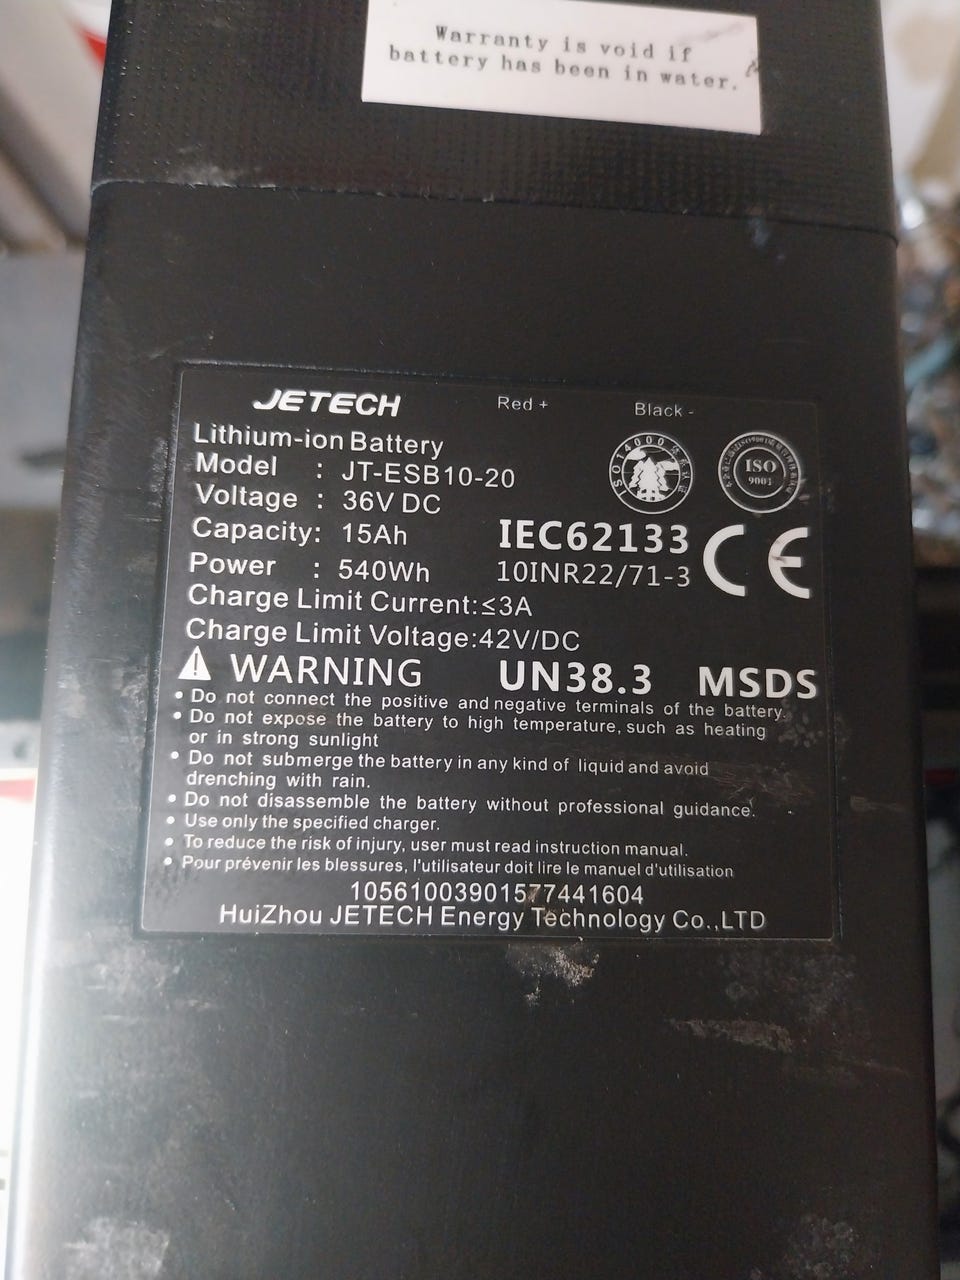 Warranty is void if
battery has been in water.
JETECH Red + Black -
Lithium-ion Battery
Model : JT-ESB10-20
Voltage : 36V DC
Capacity: 15Ah
Power : 540Wh
ISO14000
ISO
9001
IEC62133
10INR22/71-3
CE
Charge Limit Current:≤3A
Charge Limit Voltage:42V/DC
WARNING UN38.3 MSDS
• Do not connect the positive and negative terminals of the battery.
• Do not expose the battery to high temperature, such as heating
or in strong sunlight
• Do not submerge the battery in any kind of liquid and avoid
drenching with rain.
• Do not disassemble the battery without professional guidance.
• Use only the specified charger.
• To reduce the risk of injury, user must read instruction manual.
• Pour prévenir les blessures, l'utilisateur doit lire le manuel d'utilisation
10561003901577441604
HuiZhou JETECH Energy Technology Co.,LTD